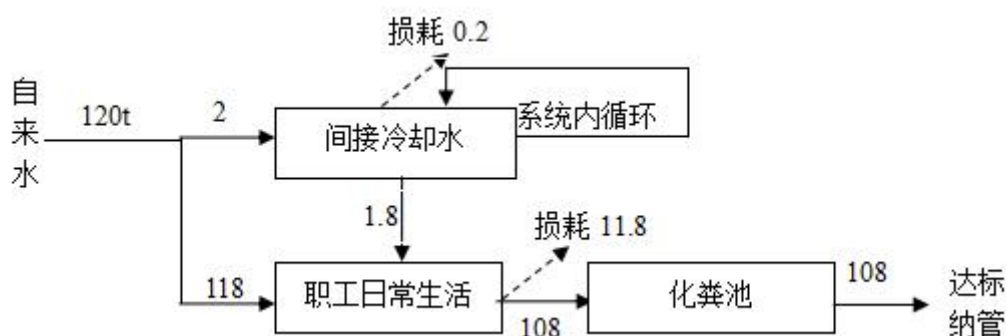 损耗 0.2
自来水
120t
2
间接冷却水
系统内循环
1.8
损耗 11.8
118
职工日常生活
108
化粪池
108
达标
纳管